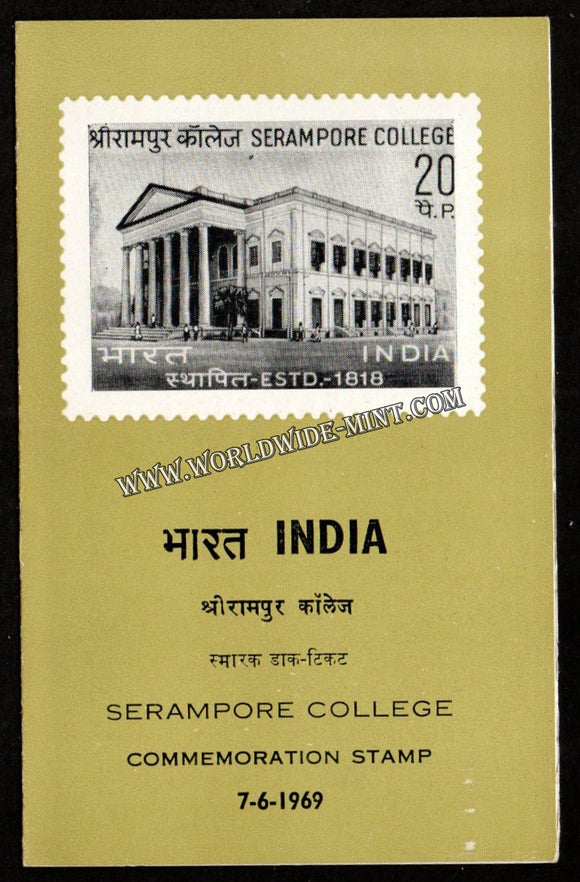 श्रीरामपुर कॉलेज SERAMPORE COLLEGE
20
पै. P.
भारत INDIA
स्थापित-ESTD.-1818
WWW.WORLDWIDE-MINT.COM
भारत INDIA
श्रीरामपुर कॉलेज
स्मारक डाक-टिकट
SERAMPORE COLLEGE
COMMEMORATION STAMP
7-6-1969